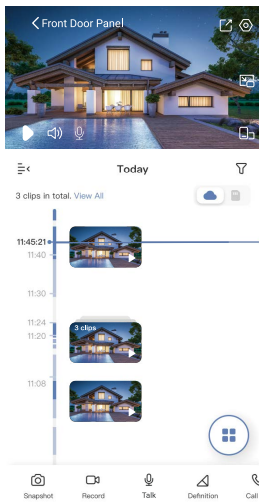 Front Door Panel
Today
3 clips in total. View All
11:45:21
11:40
11:30
11:24
3 clips
11:20
11:08
Snapshot
Record
Talk
Definition
Call